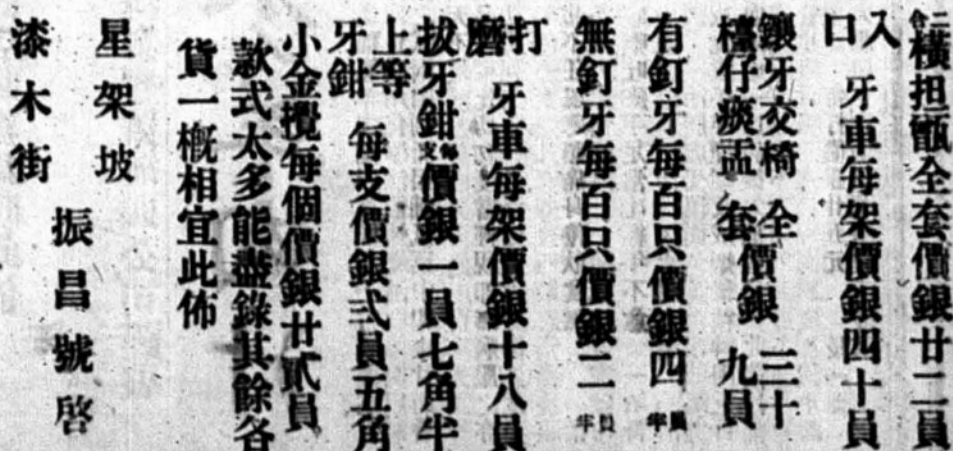 二仓橫担甑全套價銀廿二員
入口牙車每架價銀四十員
鑲牙交椅全套價銀三十九員
檯仔痰盂
有釘牙每百只價銀四員半
無釘牙每百只價銀二員半
打磨牙車每架價銀十八員
拔牙鉗每支價銀一員七角半
上等牙鉗每支價銀弍員五角
小金攪每個價銀廿貳員
款式太多能盡錄其餘各
貨一概相宜此佈
星架坡
漆木街
振昌號啓